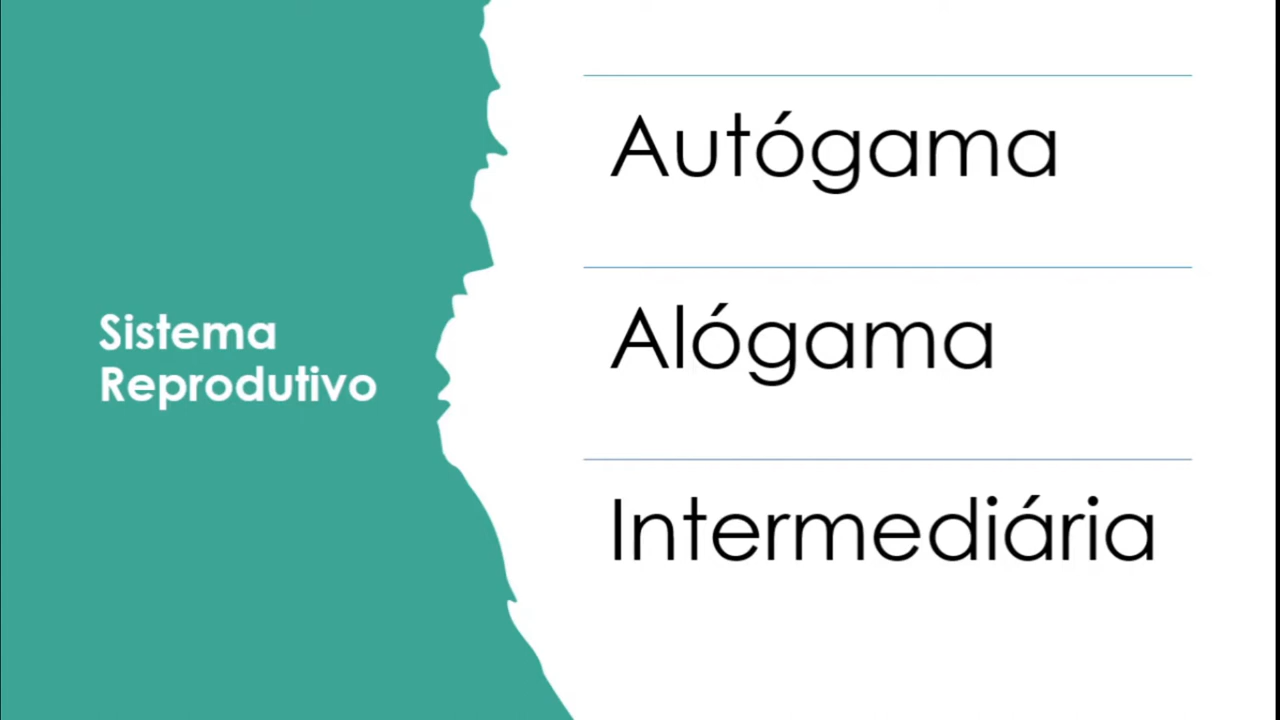 Sistema
Reprodutivo
Autógama
Alógama
Intermediária